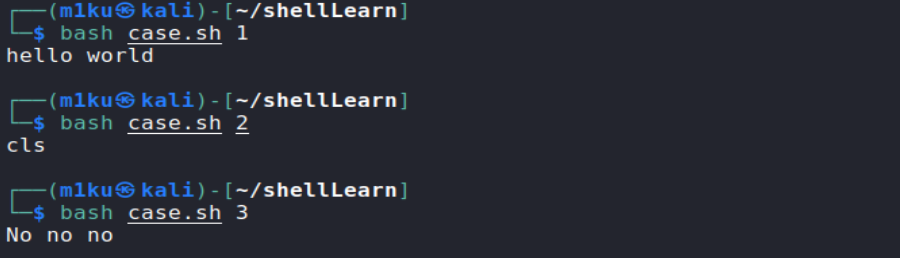 ┌──(m1ku㉿kali)-[~/shellLearn]
└─$ bash case.sh 1
hello world
┌──(m1ku㉿kali)-[~/shellLearn]
└─$ bash case.sh 2
cls
┌──(m1ku㉿kali)-[~/shellLearn]
└─$ bash case.sh 3
No no no